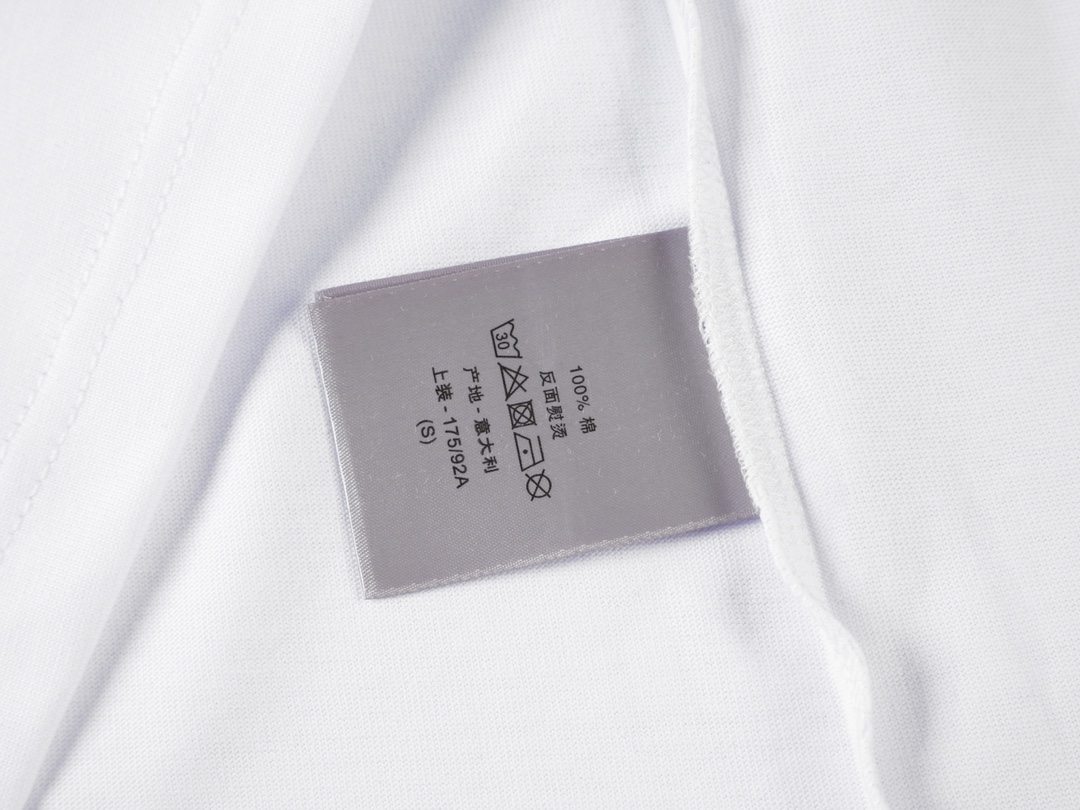 100% 棉
反面熨烫
30
产地 - 意大利
上装 - 175/92A
(S)